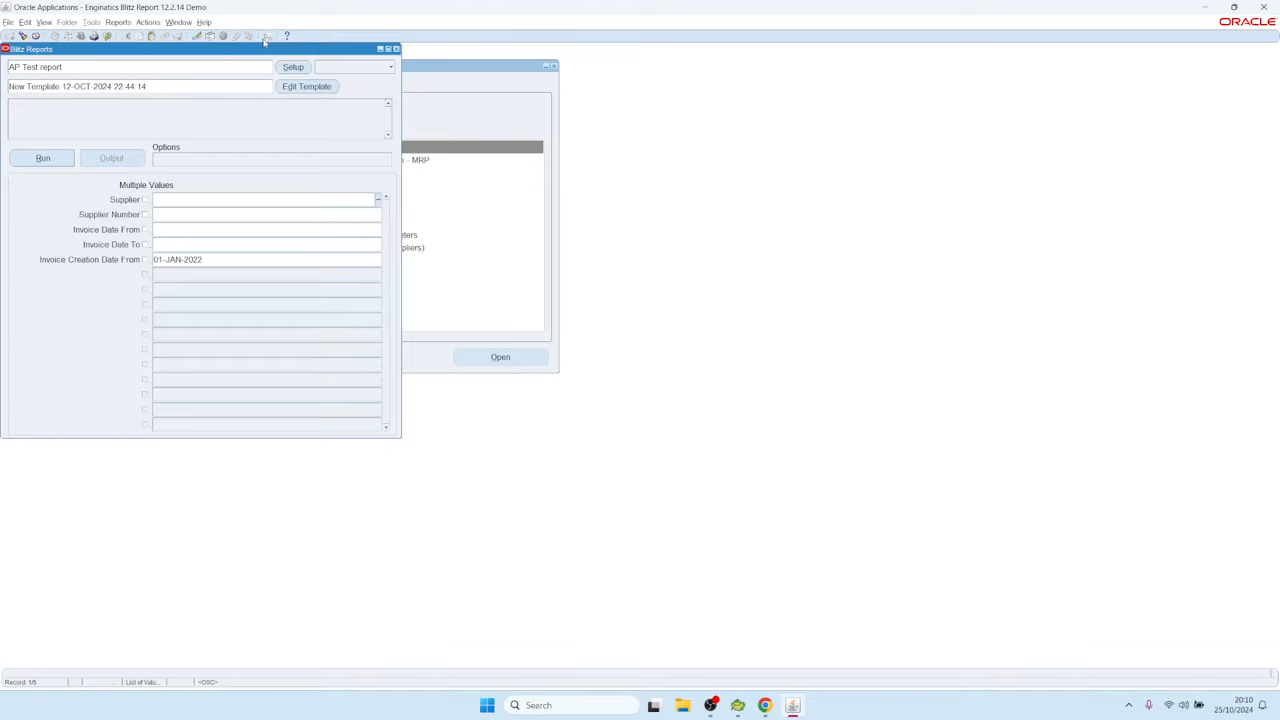 Oracle Applications - Enginatics Blitz Report 12.2.14 Demo
File Edit View Folder Tools Reports Actions Window Help
ORACLE
Blitz Reports
AP Test report
Setup
New Template 12-OCT-2024 22.44.14
Edit Template
Run
Output
Options
- MRP
Multiple Values
Supplier
Supplier Number
Invoice Date From
Invoice Date To
Invoice Creation Date From
01-JAN-2022
eters
pliers)
Open
Record: 1/5
List of Valu...
<OSC>
Search
20:10
25/10/2024